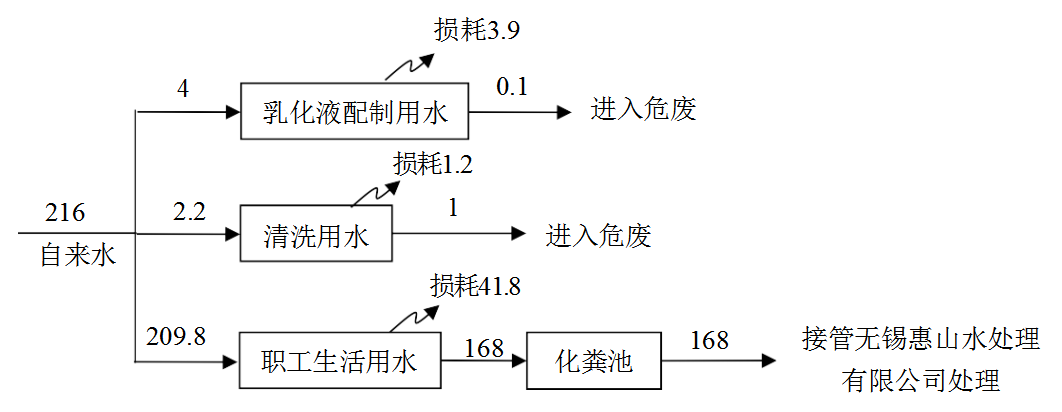 损耗3.9
4
乳化液配制用水
0.1
进入危废
损耗1.2
216
自来水
2.2
清洗用水
1
进入危废
损耗41.8
209.8
职工生活用水
168
化粪池
168
接管无锡惠山水处理
有限公司处理